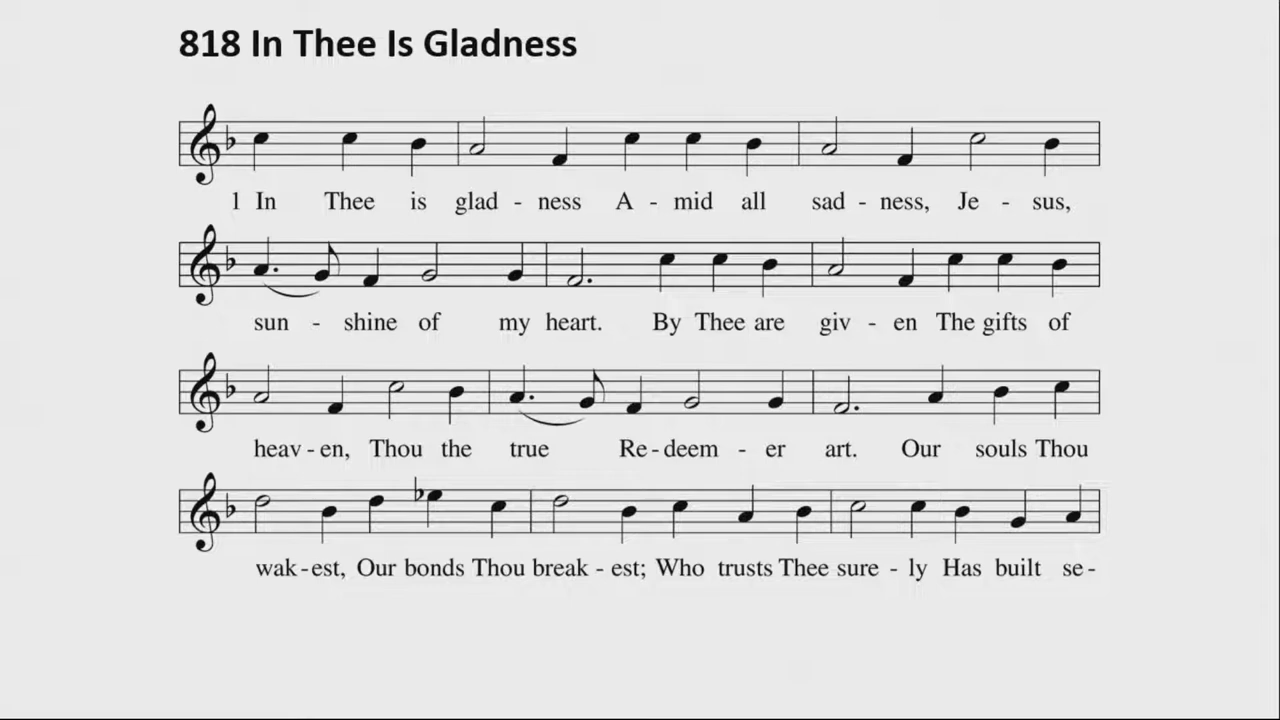 818 In Thee Is Gladness
1 In Thee is glad - ness A - mid all sad - ness, Je - sus,
sun - shine of my heart. By Thee are giv - en The gifts of
heav - en, Thou the true Re - deem - er art. Our souls Thou
wak - est, Our bonds Thou break - est; Who trusts Thee sure - ly Has built se -